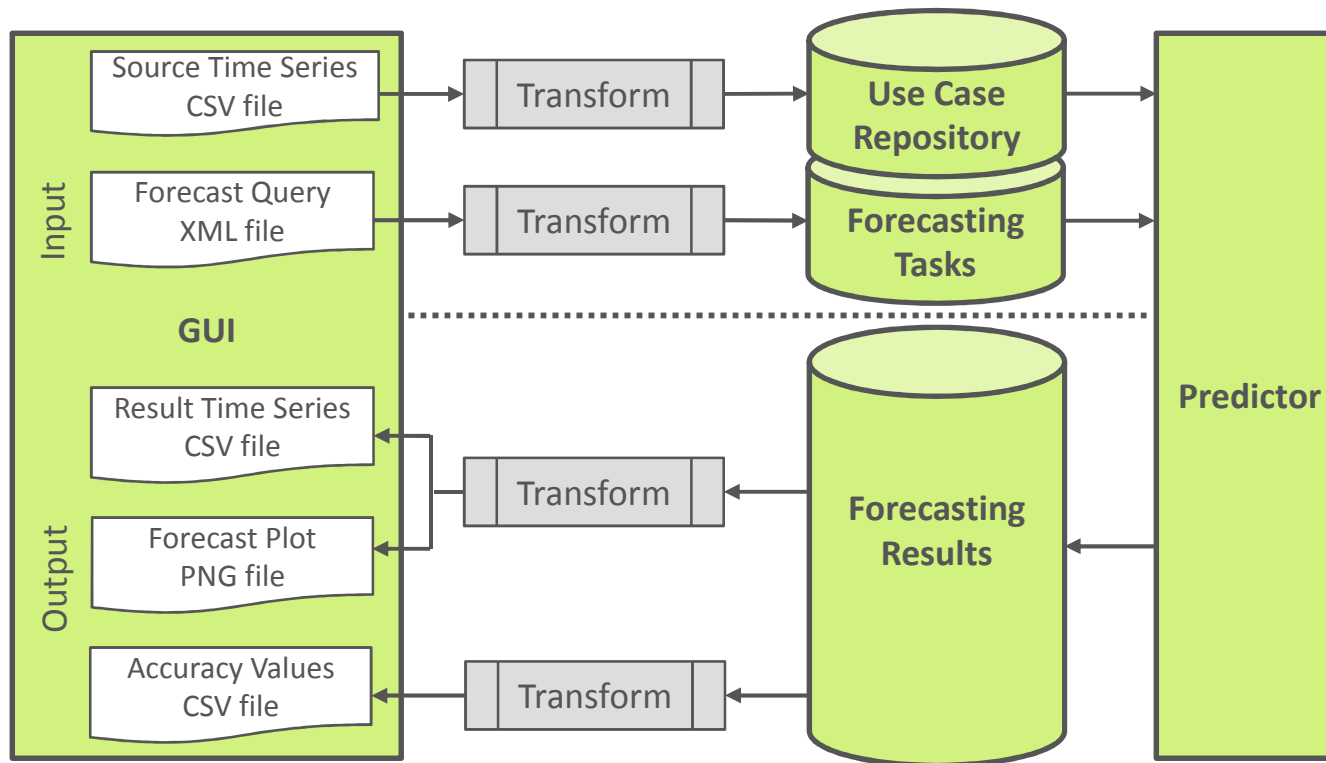 Source Time Series
CSV file
Transform
Use Case
Repository
Input
Forecast Query
XML file
Transform
Forecasting
Tasks
GUI
Predictor
Result Time Series
CSV file
Transform
Forecasting
Results
Output
Forecast Plot
PNG file
Accuracy Values
CSV file
Transform